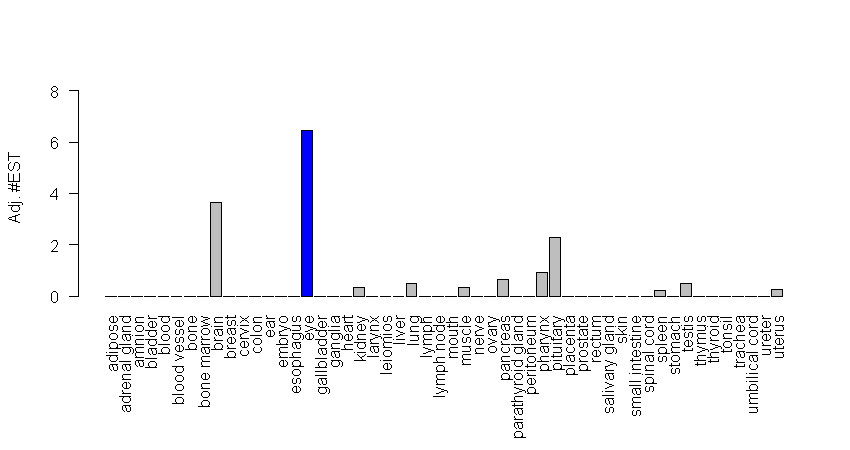 Adj. #EST
8
6
4
2
0
adipose
adrenal gland
amnion
bladder
blood
blood vessel
bone
bone marrow
brain
breast
cervix
colon
ear
embryo
esophagus
eye
gallbladder
ganglia
heart
kidney
larynx
leiomios
liver
lung
lymph
lymph node
mouth
muscle
nerve
ovary
pancreas
parathyroid gland
peritoneum
pharynx
pituitary
placenta
prostate
rectum
salivary gland
skin
small intestine
spinal cord
spleen
stomach
testis
thymus
thyroid
tonsil
trachea
umbilical cord
ureter
uterus